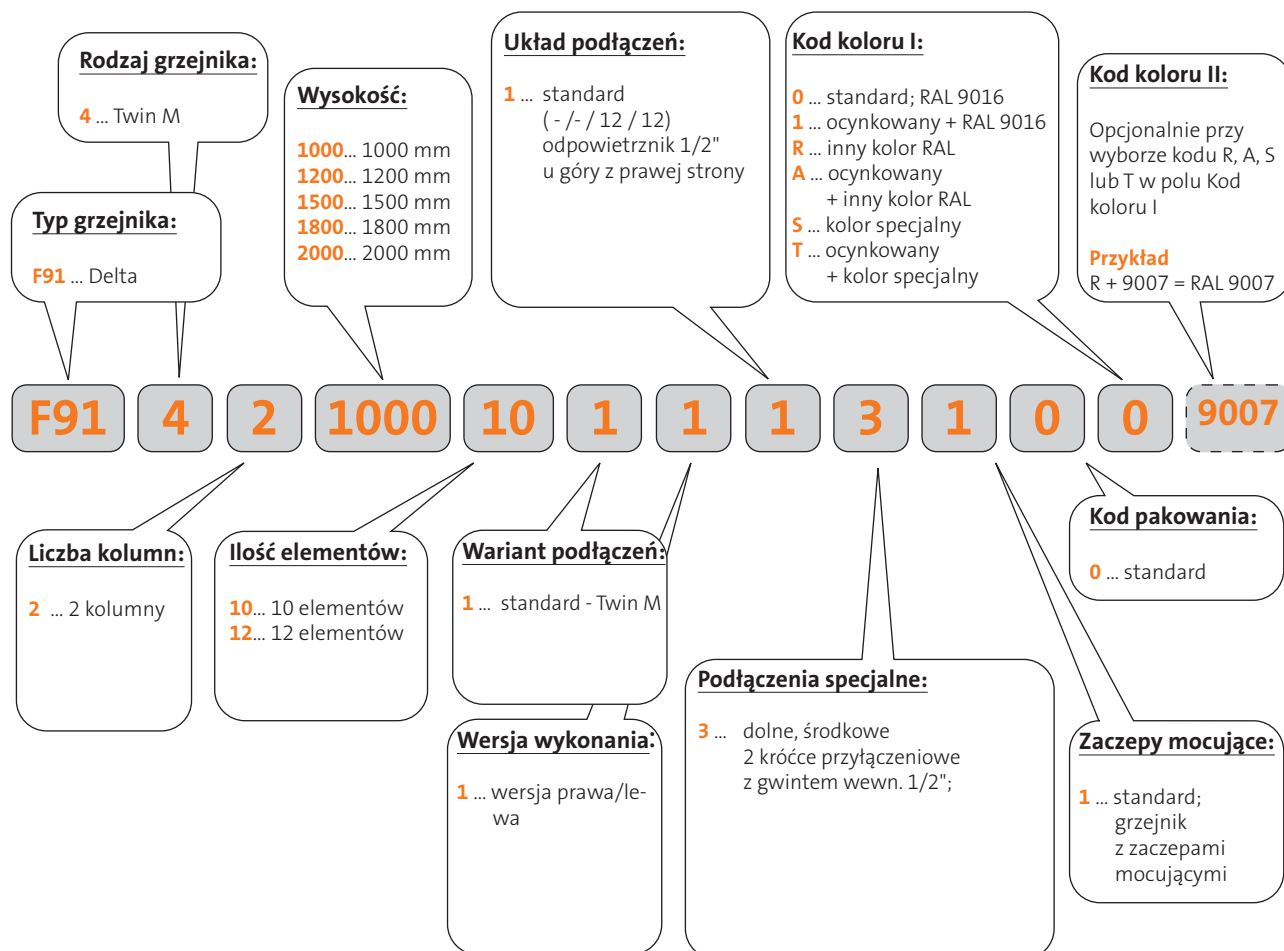 Rodzaj grzejnika:
4 ... Twin M
Typ grzejnika:
F91 ... Delta
Wysokość:
1000... 1000 mm
1200... 1200 mm
1500... 1500 mm
1800... 1800 mm
2000... 2000 mm
Układ podłączeń:
1 ... standard
( - /- / 12 / 12)
odpowietrznik 1/2"
u góry z prawej strony
Kod koloru I:
0 ... standard; RAL 9016
1 ... ocynkowany + RAL 9016
R ... inny kolor RAL
A ... ocynkowany
+ inny kolor RAL
S ... kolor specjalny
T ... ocynkowany
+ kolor specjalny
Kod koloru II:
Opcjonalnie przy
wyborze kodu R, A, S
lub T w polu Kod
koloru I
Przykład
R + 9007 = RAL 9007
F91 4 2 1000 10 1 1 1 3 1 0 0 9007
Liczba kolumn:
2 ... 2 kolumny
Ilość elementów:
10... 10 elementów
12... 12 elementów
Wariant podłączeń:
1 ... standard - Twin M
Wersja wykonania:
1 ... wersja prawa/le-
wa
Podłączenia specjalne:
3 ... dolne, środkowe
2 króćce przyłączeniowe
z gwintem wewn. 1/2";
Kod pakowania:
0 ... standard
Zaczepy mocujące:
1 ... standard;
grzejnik
z zaczepami
mocującymi